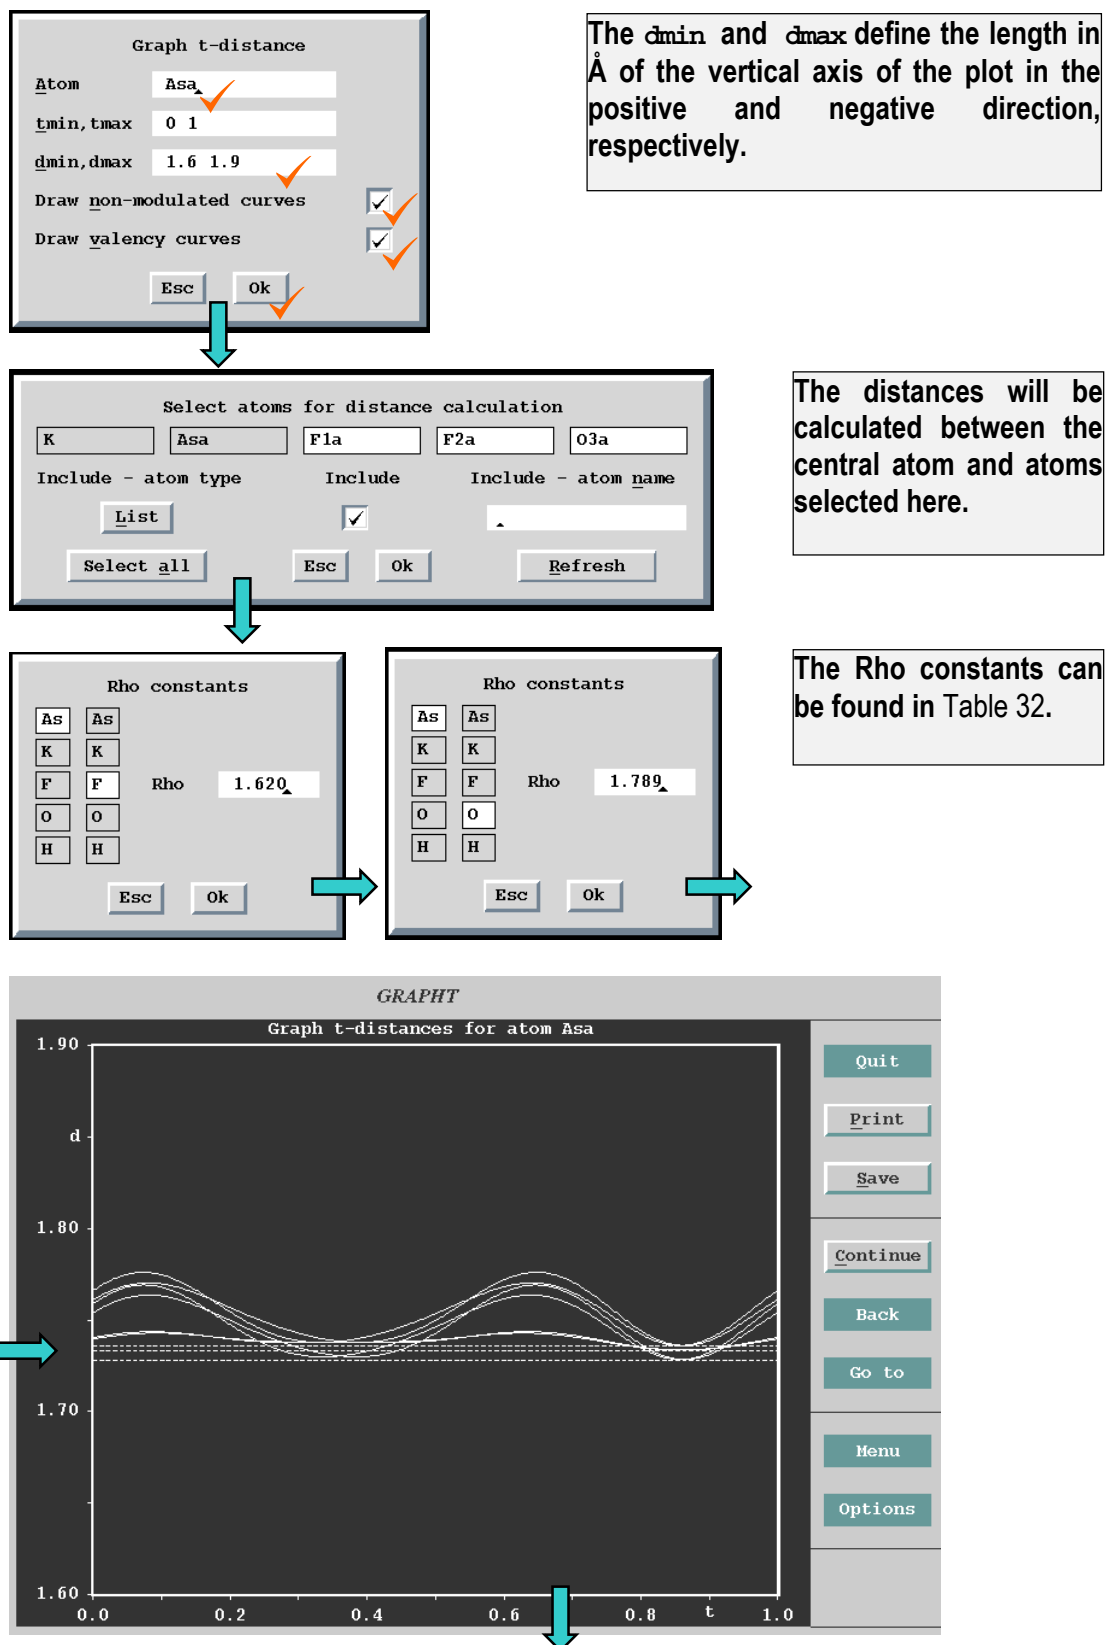 Graph t-distance
Atom Asa
tmin,tmax 0 1
dmin,dmax 1.6 1.9
Draw non-modulated curves
Draw valency curves
Esc Ok
The dmin and dmax define the length in
Å of the vertical axis of the plot in the
positive and negative direction,
respectively.
Select atoms for distance calculation
K Asa F1a F2a O3a
Include - atom type Include Include - atom name
List
Select all Esc Ok Refresh
The distances will be
calculated between the
central atom and atoms
selected here.
Rho constants
As As
K K
F F Rho 1.620
O O
H H
Esc Ok
Rho constants
As As
K K
F F Rho 1.789
O O
H H
Esc Ok
The Rho constants can
be found in Table 32.
GRAPHT
Graph t-distances for atom Asa
1.90
d
1.80
1.70
1.60
0.0 0.2 0.4 0.6 0.8 t 1.0
Quit
Print
Save
Continue
Back
Go to
Menu
Options